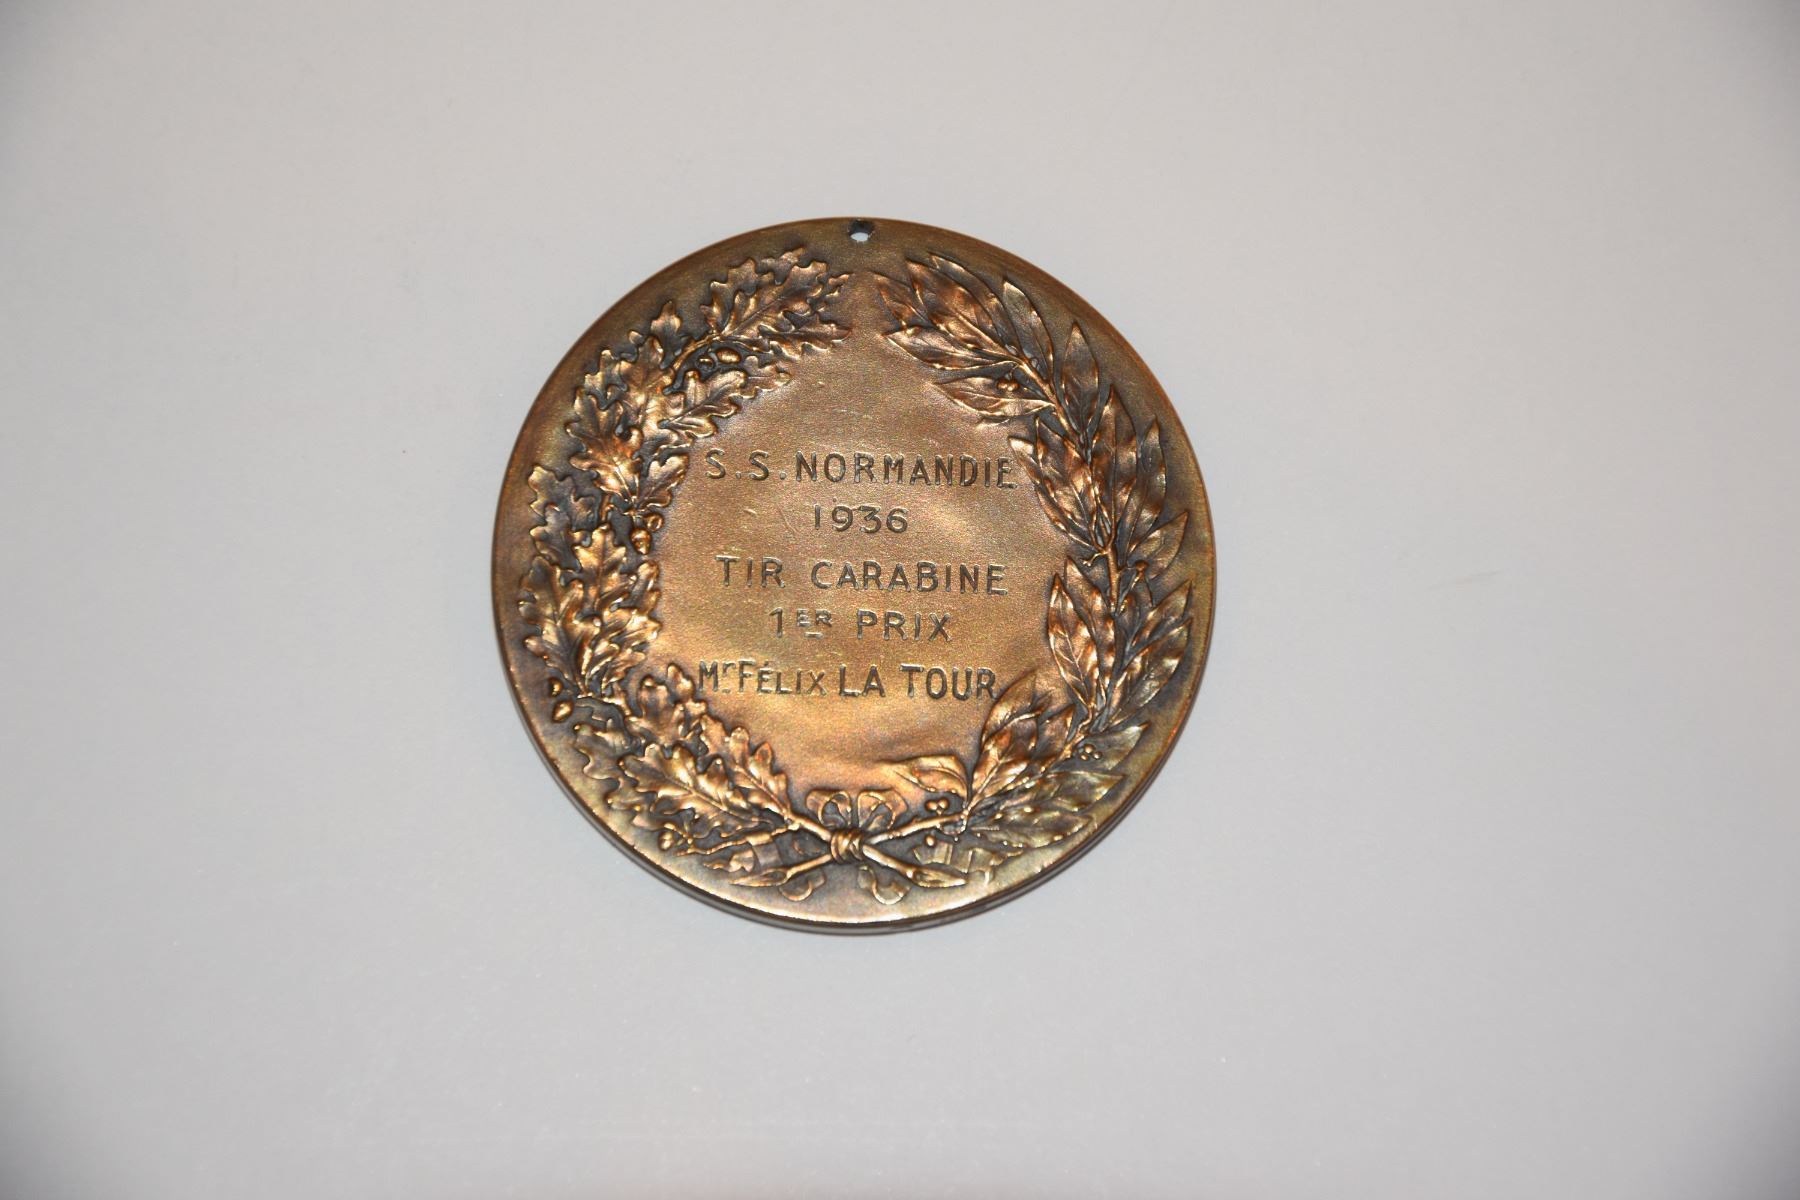 S.S. NORMANDIE
1936
TIR CARABINE
1ER PRIX
Mr FÉLIX LA TOUR